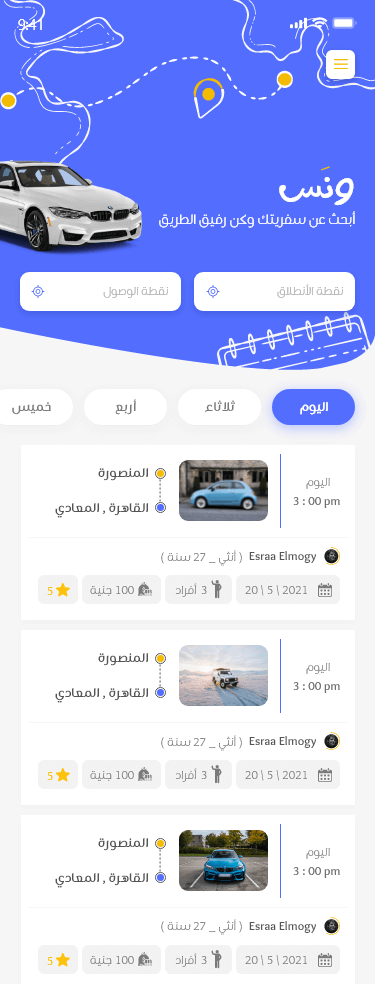 9:41
ونَس
أبحث عن سفريتك وكن رفيق الطريق
نقطة الأنطلاق
نقطة الوصول
اليوم
ثلاثاء
أربع
خميس
اليوم
3 : 00 pm
المنصورة
القاهرة , المعادي
Esraa Elmogy ( أنثي _ 27 سنة )
20 \ 5 \ 2021
3 أفراد
100 جنية
5
اليوم
3 : 00 pm
المنصورة
القاهرة , المعادي
Esraa Elmogy ( أنثي _ 27 سنة )
20 \ 5 \ 2021
3 أفراد
100 جنية
5
اليوم
3 : 00 pm
المنصورة
القاهرة , المعادي
Esraa Elmogy ( أنثي _ 27 سنة )
20 \ 5 \ 2021
3 أفراد
100 جنية
5